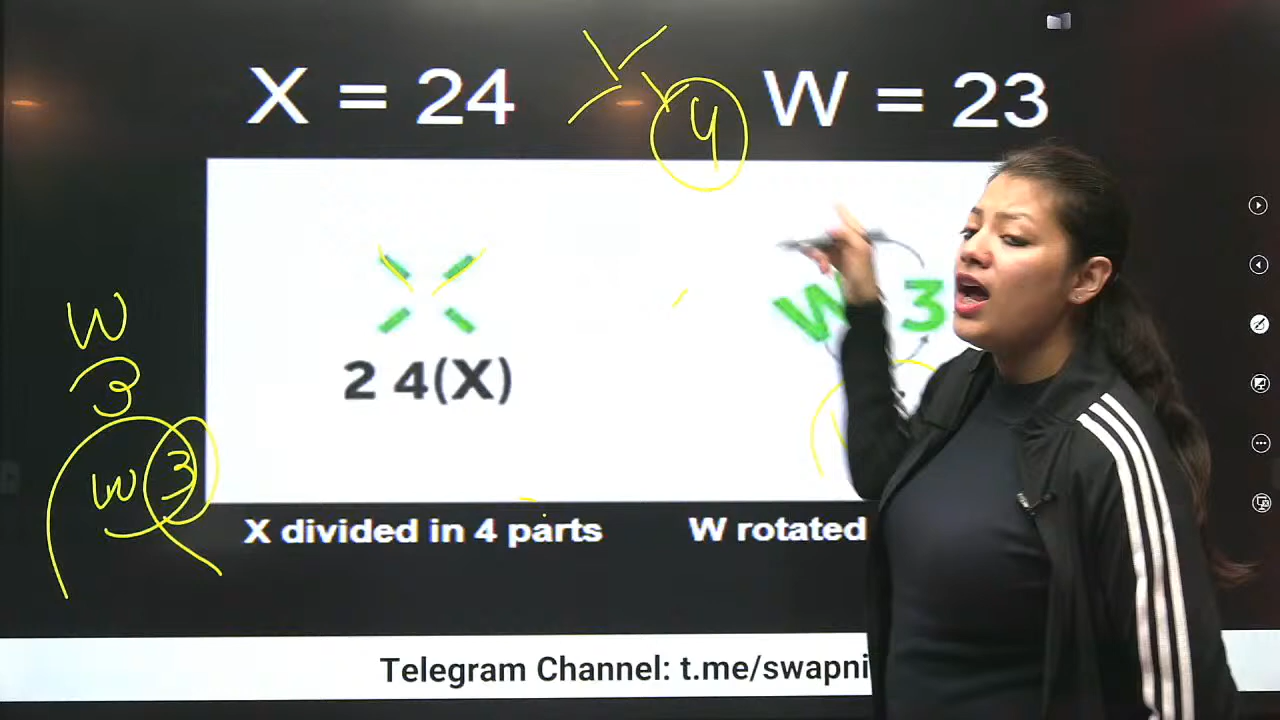 X = 24
4
W = 23
W
3
W 3
W 3
2 4(X)
X divided in 4 parts
W rotated
Telegram Channel: t.me/swapni